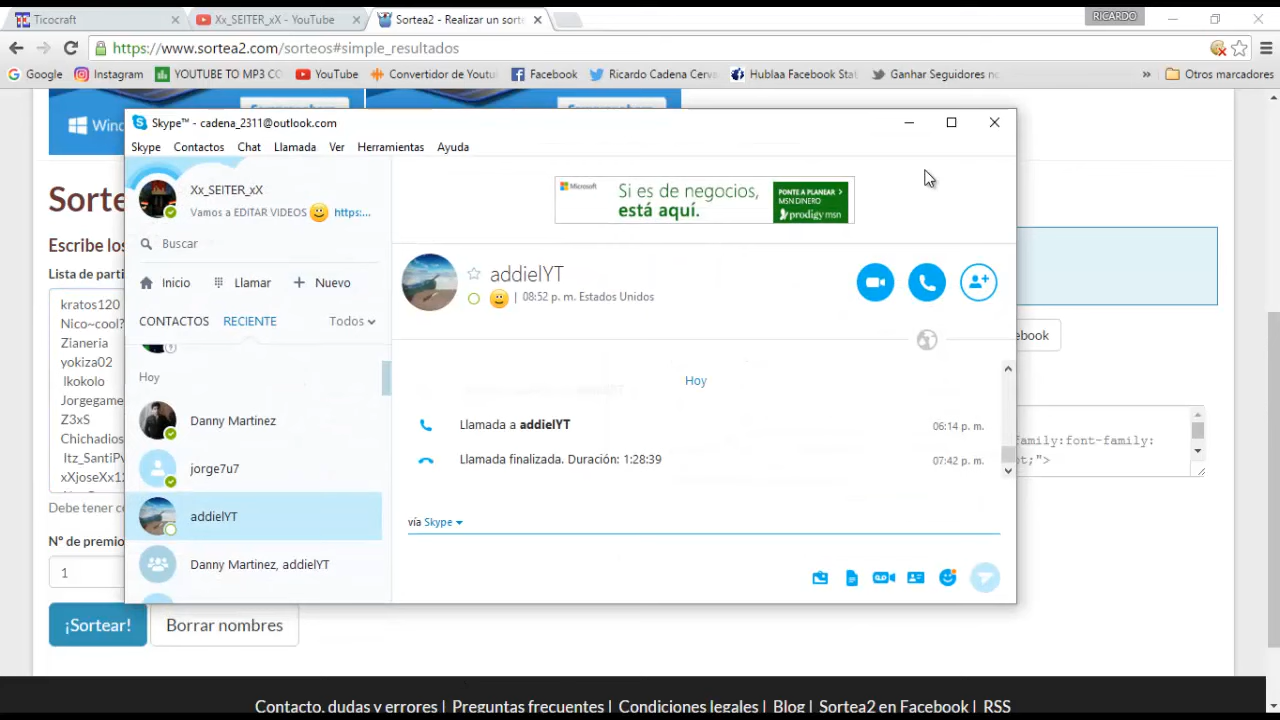 Ticocraft
Xx_SEITER_xX - YouTube
Sortea2 - Realizar un sorte
RICARDO
https://www.sortea2.com/sorteos#simple_resultados
Google
Instagram
YOUTUBE TO MP3 CO
YouTube
Convertidor de Youtu
Facebook
Ricardo Cadena Cerva
Hublaa Facebook Stat
Ganhar Seguidores no
»
Otros marcadores
Wind
Skype™ - cadena_2311@outlook.com
Skype
Contactos
Chat
Llamada
Ver
Herramientas
Ayuda
Xx_SEITER_xX
Vamos a EDITAR VIDEOS
https:...
Microsoft
Si es de negocios,
está aquí.
PONTE A PLANEAR
MSN DINERO
prodigy msn
Buscar
Inicio
Llamar
Nuevo
CONTACTOS
RECIENTE
Todos
addielYT
| 08:52 p. m. Estados Unidos
Hoy
Danny Martinez
jorge7u7
addielYT
Danny Martinez, addielYT
Hoy
Llamada a addielYT
06:14 p. m.
Llamada finalizada. Duración: 1:28:39
07:42 p. m.
vía Skype
Sorte
Escribe los
Lista de parti
kratos120
Nico~cool?
Zianeria
yokiza02
Ikokolo
Jorgegame
Z3xS
Chichadios
Itz_SantiPv
xXjoseXx12
Debe tener c
Nº de premio
1
¡Sortear!
Borrar nombres
ebook
family:font-family:
t;">
Contacto, dudas y errores | Preguntas frecuentes | Condiciones legales | Blog | Sortea2 en Facebook | RSS